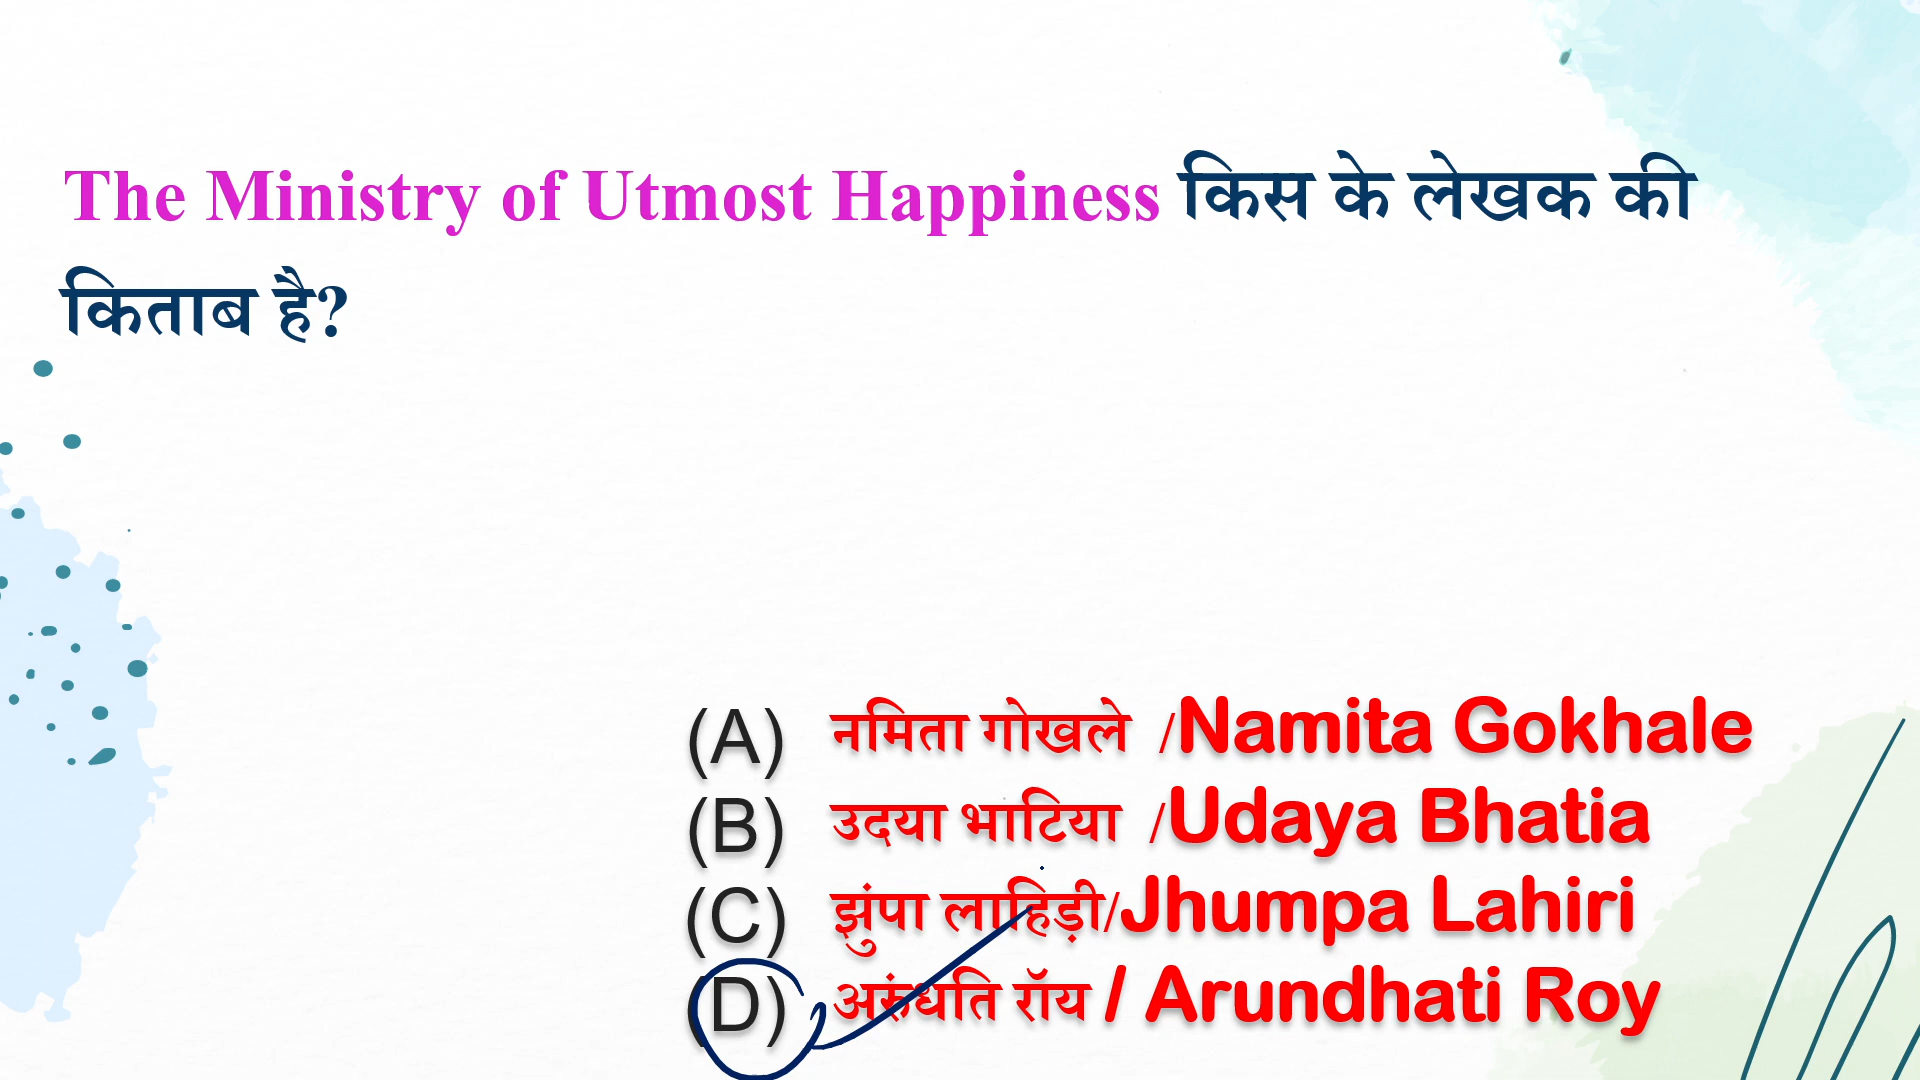 The Ministry of Utmost Happiness किस के लेखक की
किताब है?
(A) नमिता गोखले /Namita Gokhale
(B) उदया भाटिया /Udaya Bhatia
(C) झुंपा लाहिड़ी/Jhumpa Lahiri
(D) अरुंधति रॉय / Arundhati Roy